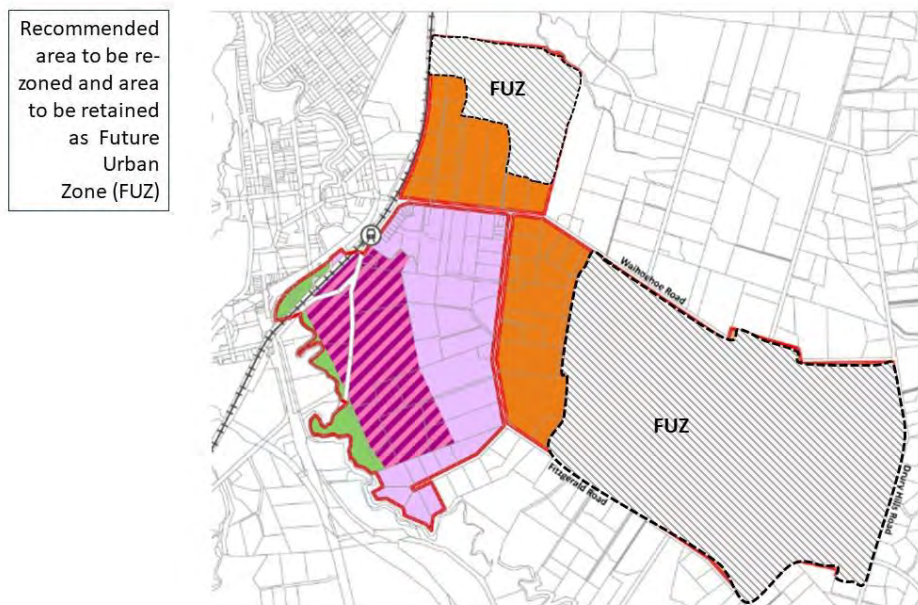 Recommended
area to be re-
zoned and area
to be retained
as Future
Urban
Zone (FUZ)
FUZ
Waihoehoe Road
FUZ
Fitzgerald Road
Drury Hills Road